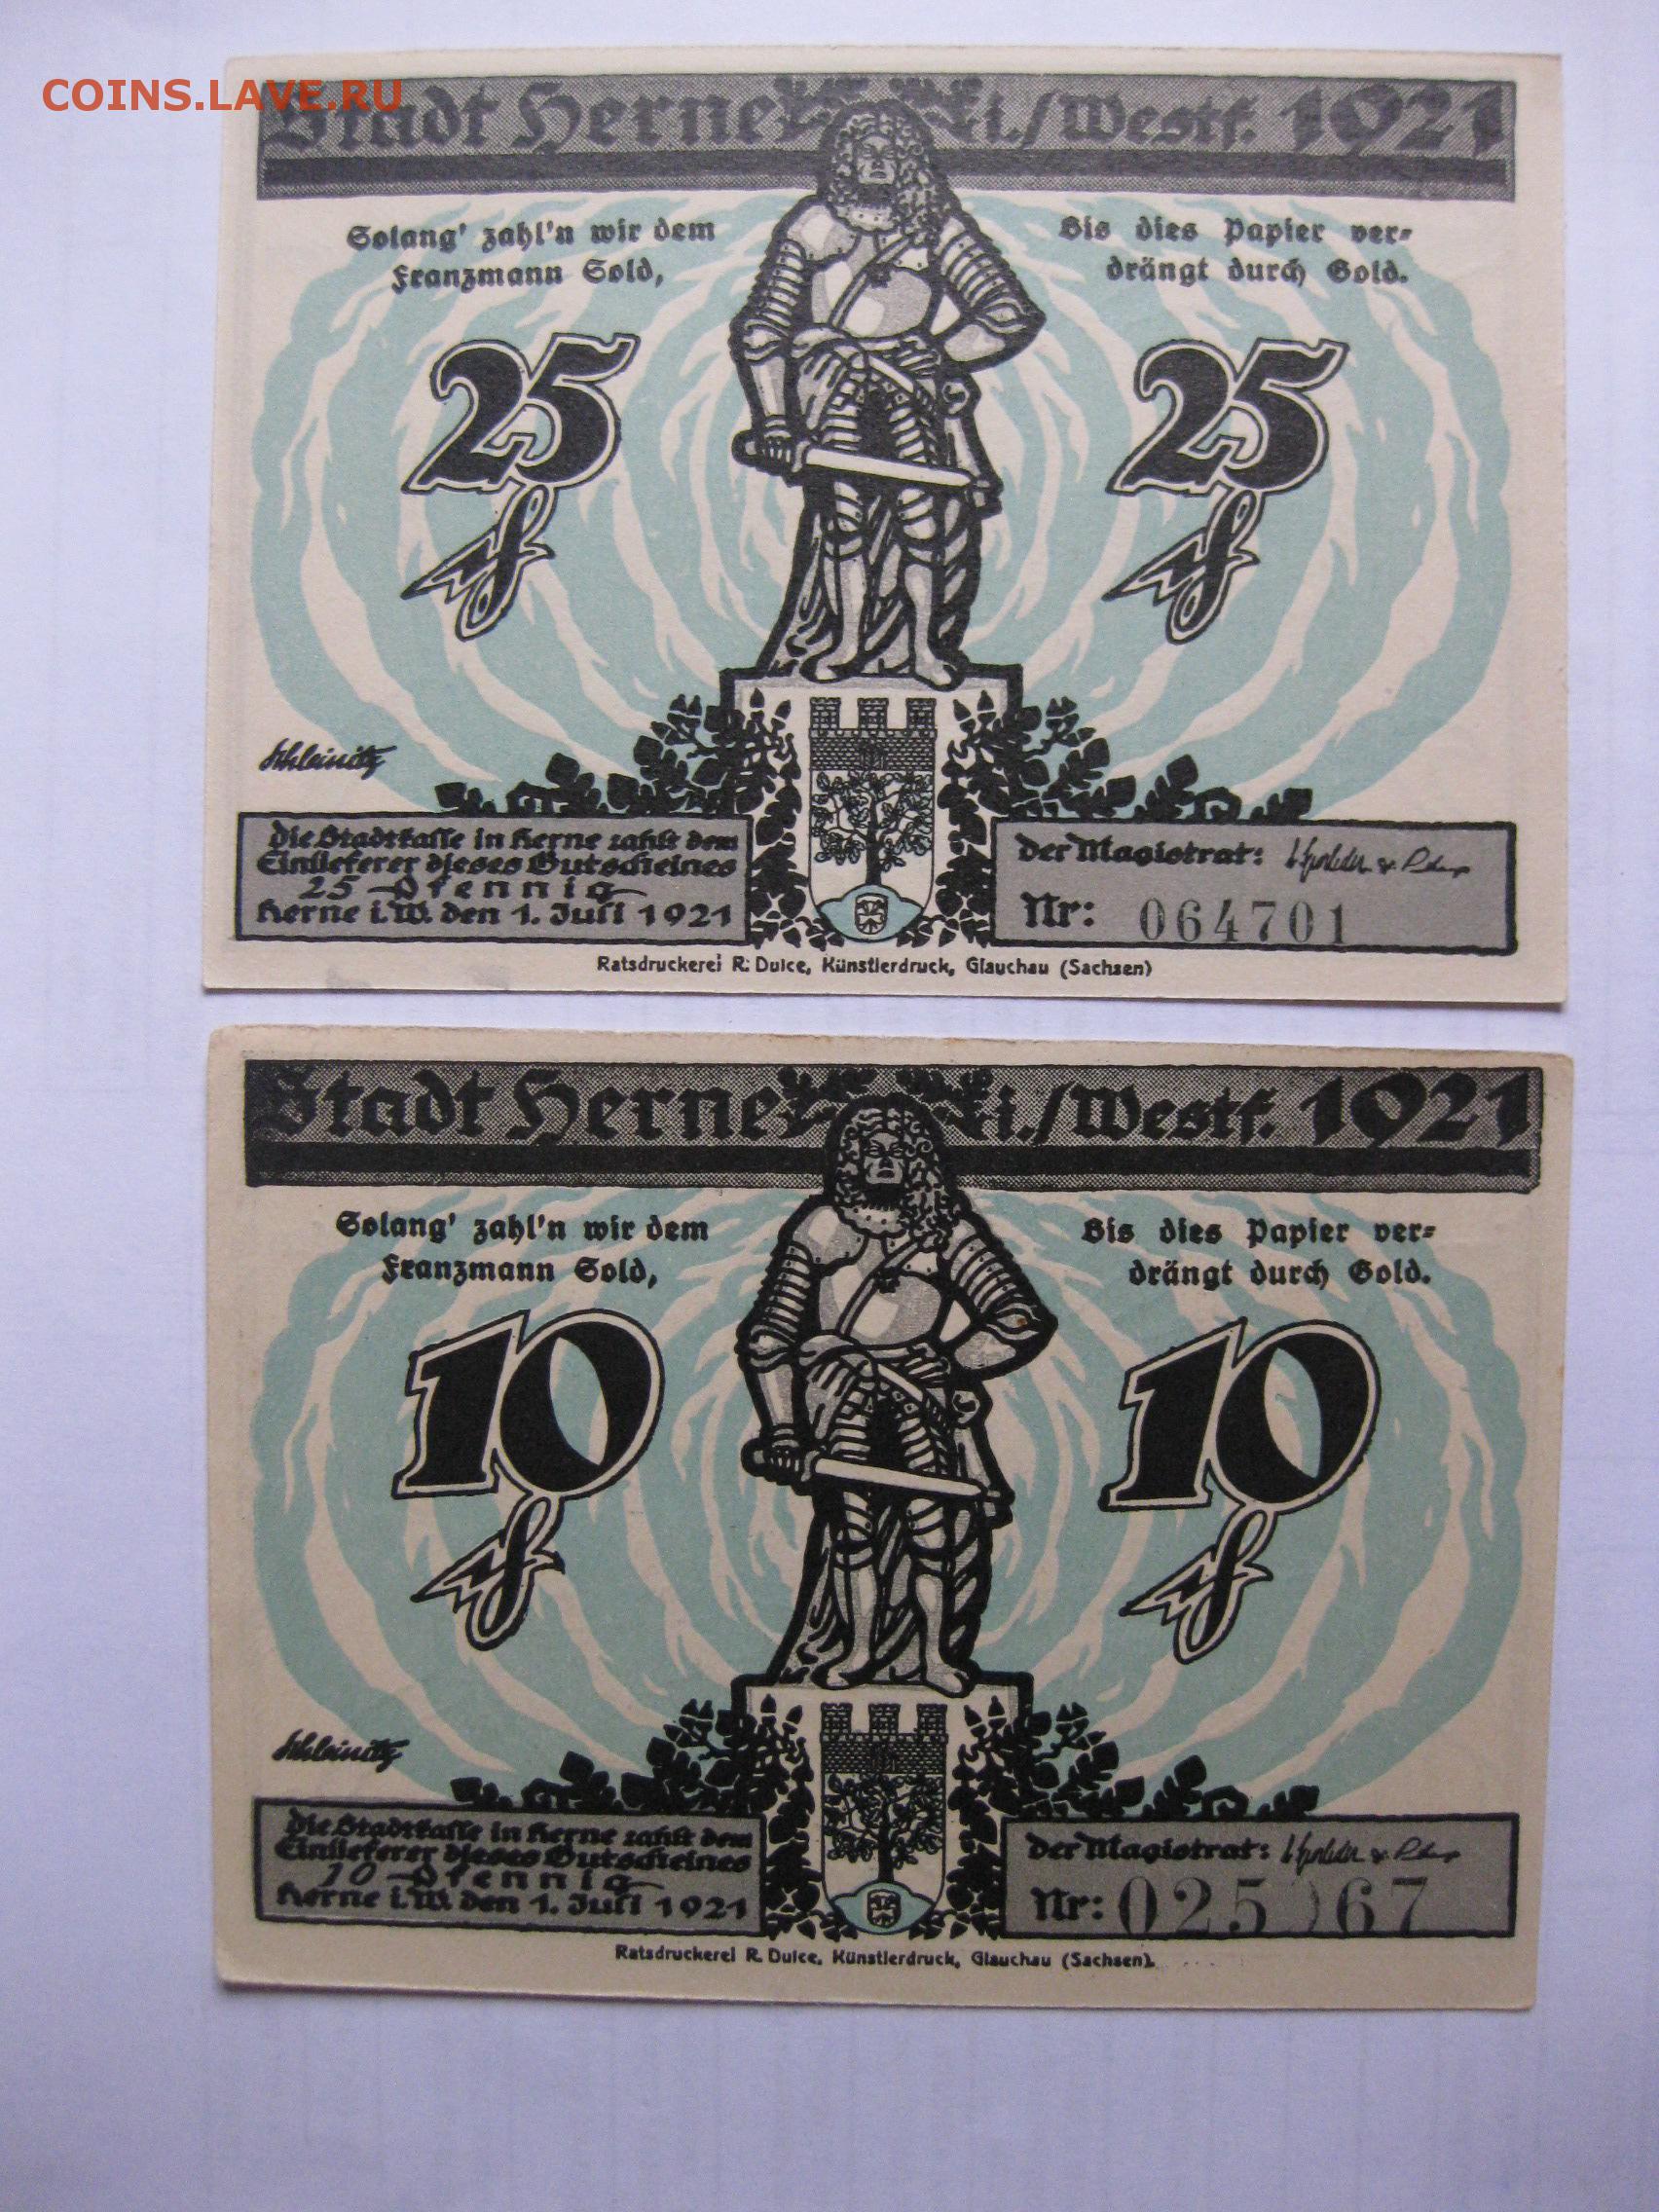 COINS.LAVE.RU
Stadt Herne i./Westf. 1921
Solang' zahl'n wir dem
Franzmann Sold,
Bis dies Papier ver=
drängt durch Gold.
25
25
Schleinitz
Die Stadtkasse in Herne zahlt dem
Einlieferer dieses Gutscheines
25 Pfennig
Herne i.W. den 1. Juli 1921
Der Magistrat:
Nr: 064701
Ratsdruckerei R. Dulce, Künstlerdruck, Glauchau (Sachsen)
Stadt Herne i./Westf. 1921
Solang' zahl'n wir dem
Franzmann Sold,
Bis dies Papier ver=
drängt durch Gold.
10
10
Schleinitz
Die Stadtkasse in Herne zahlt dem
Einlieferer dieses Gutscheines
10 Pfennig
Herne i.W. den 1. Juli 1921
Der Magistrat:
Nr:
Ratsdruckerei R. Dulce, Künstlerdruck, Glauchau (Sachsen).